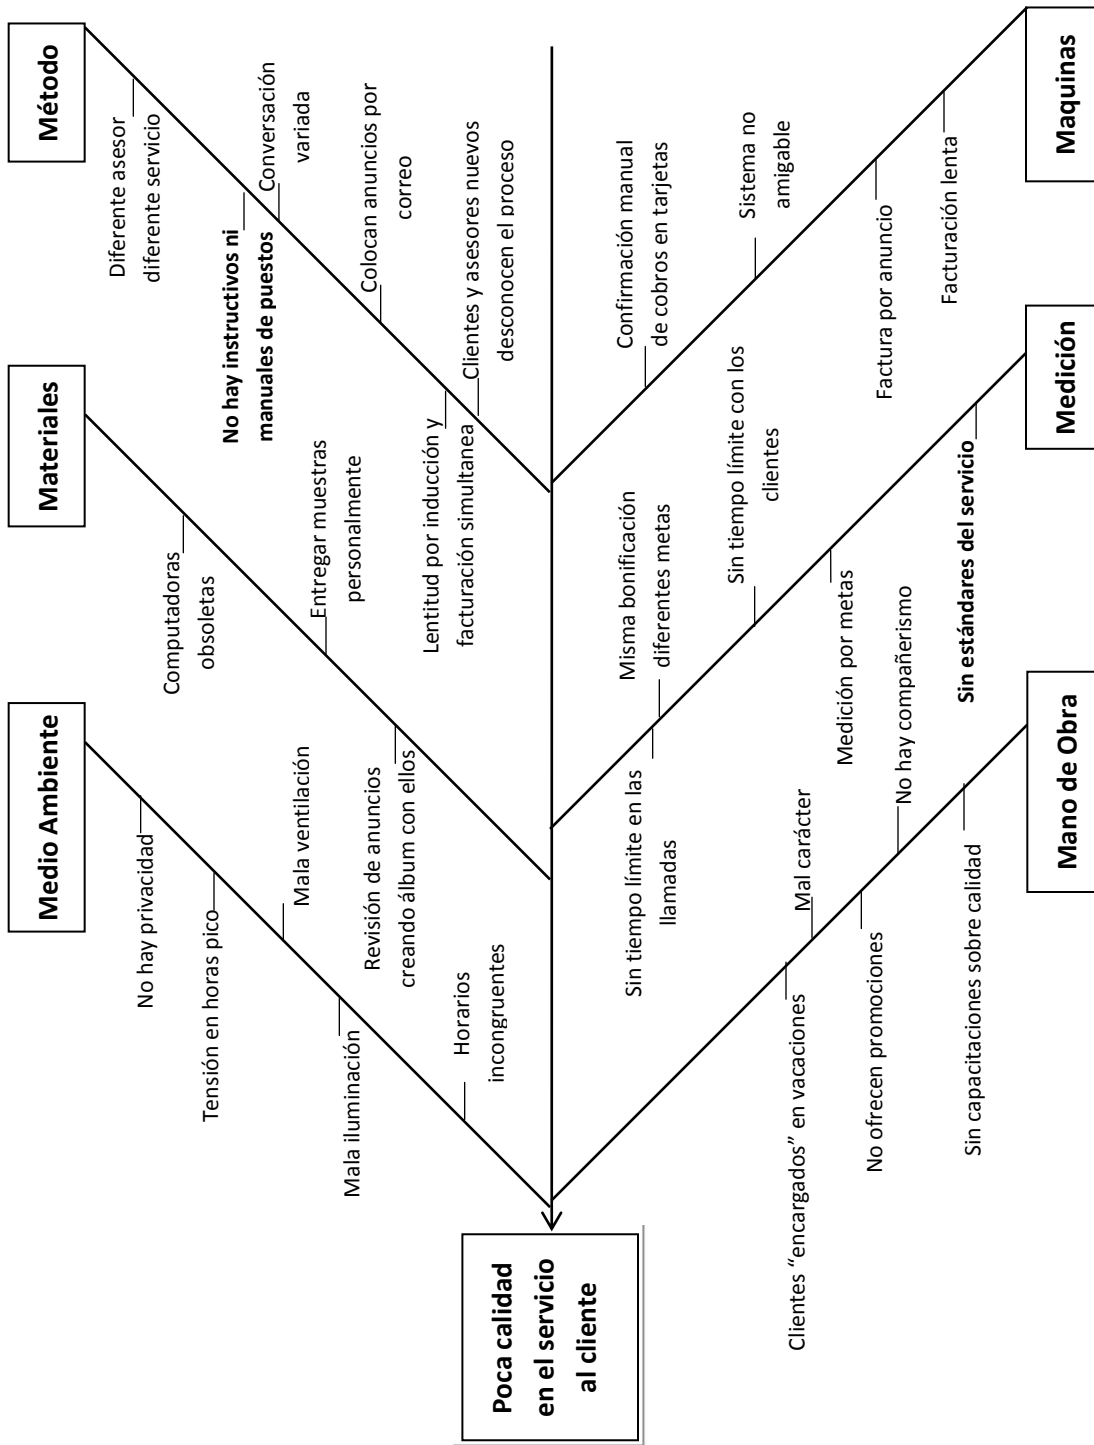 Medio Ambiente
No hay privacidad
Tensión en horas pico
Mala ventilación
Mala iluminación
Horarios
incongruentes
Materiales
Computadoras
obsoletas
Entregar muestras
personalmente
Revisión de anuncios
creando álbum con ellos
Método
Diferente asesor
diferente servicio
No hay instructivos ni
manuales de puestos
Conversación
variada
Colocan anuncios por
correo
Lentitud por inducción y
facturación simultanea
Clientes y asesores nuevos
desconocen el proceso
Poca calidad
en el servicio
al cliente
Clientes “encargados” en vacaciones
Mal carácter
No ofrecen promociones
No hay compañerismo
Sin capacitaciones sobre calidad
Mano de Obra
Sin tiempo límite en las
llamadas
Misma bonificación
diferentes metas
Sin tiempo límite con los
clientes
Medición por metas
Sin estándares del servicio
Medición
Confirmación manual
de cobros en tarjetas
Sistema no
amigable
Factura por anuncio
Facturación lenta
Maquinas